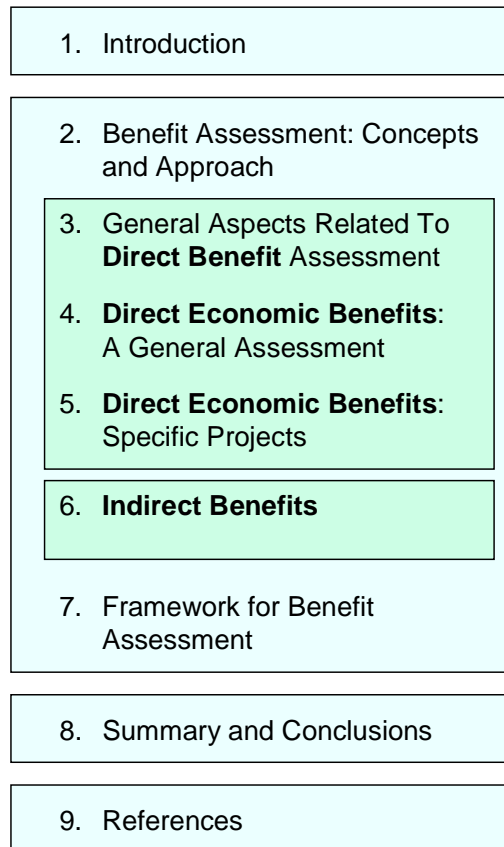 1. Introduction
2. Benefit Assessment: Concepts
and Approach
3. General Aspects Related To
Direct Benefit Assessment
4. Direct Economic Benefits:
A General Assessment
5. Direct Economic Benefits:
Specific Projects
6. Indirect Benefits
7. Framework for Benefit
Assessment
8. Summary and Conclusions
9. References